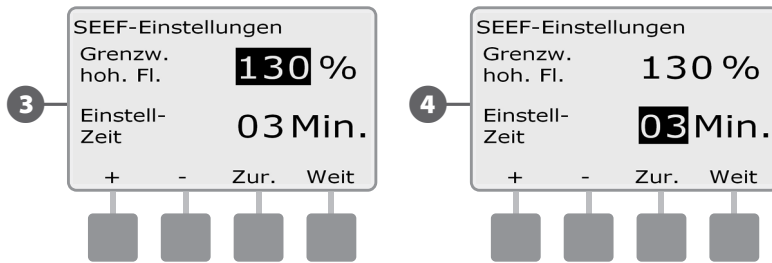 3
SEEF-Einstellungen
Grenzw.
hoh. Fl.
130 %
Einstell-
Zeit
03 Min.
+ - Zur. Weit
4
SEEF-Einstellungen
Grenzw.
hoh. Fl.
130 %
Einstell-
Zeit
03 Min.
+ - Zur. Weit